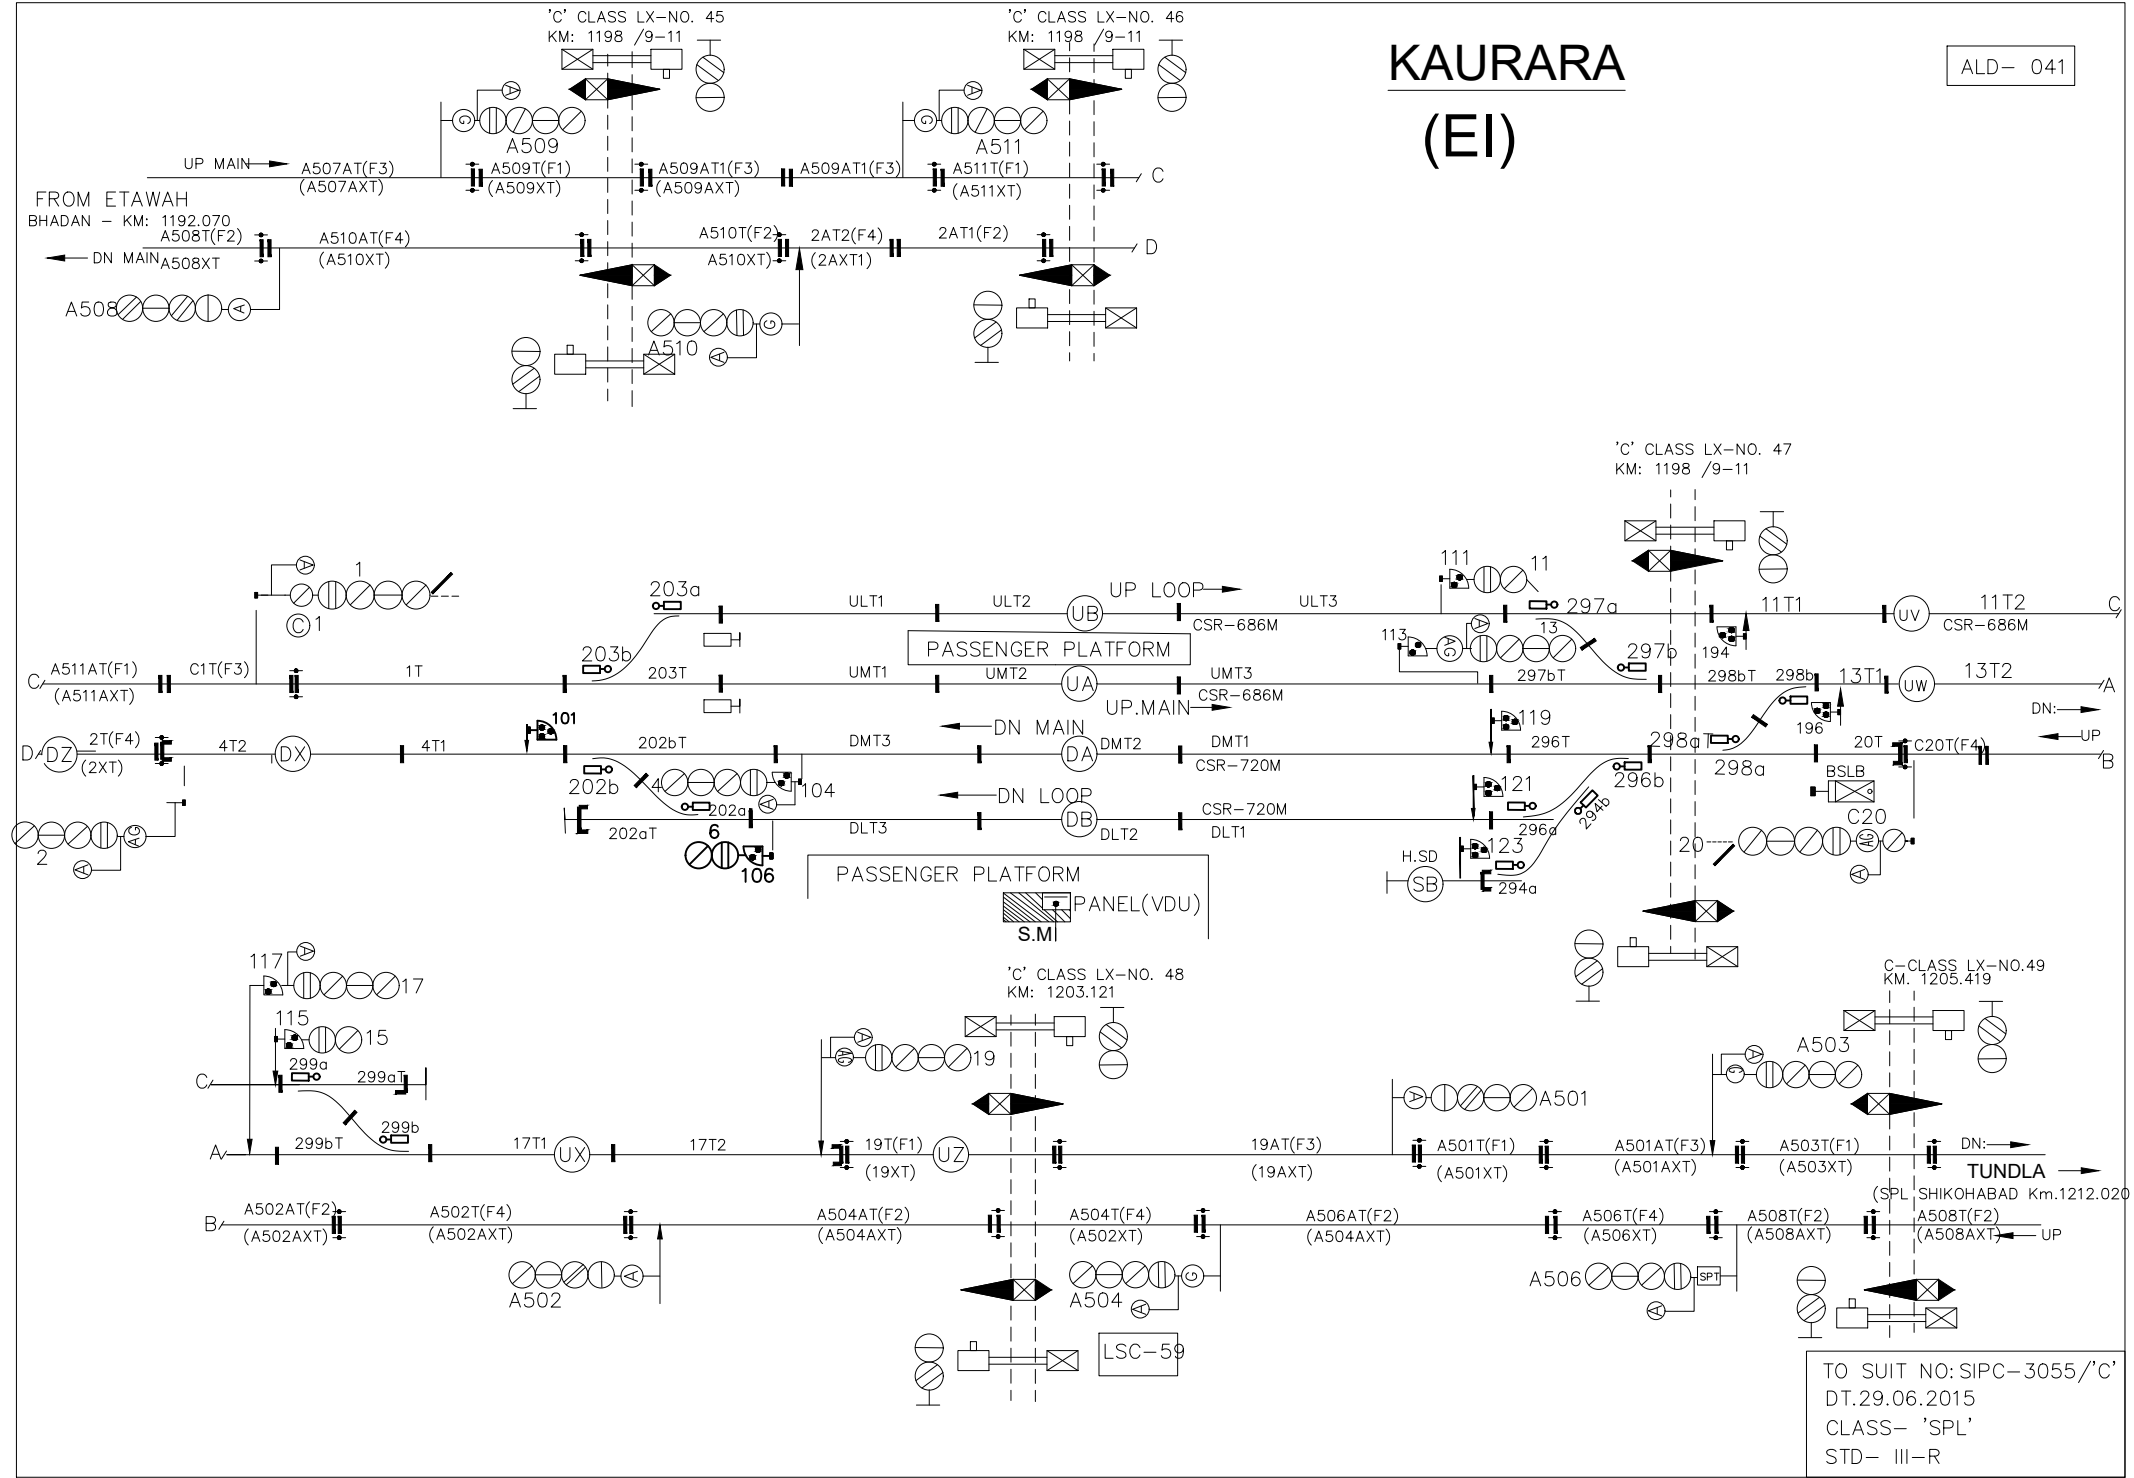 'C' CLASS LX-NO. 45
KM: 1198 /9-11
'C' CLASS LX-NO. 46
KM: 1198 /9-11
KAURARA
(EI)
ALD- 041
A
G
A509
A
G
A511
UP MAIN
A507AT(F3)
(A507AXT)
A509T(F1)
(A509XT)
A509AT1(F3)
(A509AXT)
A509AT1(F3)
A511T(F1)
(A511XT)
C
FROM ETAWAH
BHADAN - KM: 1192.070
A508T(F2)
DN MAIN
A508XT
A510AT(F4)
(A510XT)
A510T(F2)
A510XT)
2AT2(F4)
(2AXT1)
2AT1(F2)
D
A508
A
G
A510
A
'C' CLASS LX-NO. 47
KM: 1198 /9-11
A
1
C 1
203a
ULT1
ULT2
UB
UP LOOP
ULT3
111
11
297a
11T1
UV
11T2
CSR-686M
C
PASSENGER PLATFORM
113
A
AG
13
194
C
A511AT(F1)
(A511AXT)
C1T(F3)
1T
203b
203T
UMT1
UMT2
UA
UMT3
CSR-686M
297bT
297b
298bT
298b
13T1
UW
13T2
A
UP.MAIN
DN MAIN
119
196
DN:
UP
D
DZ
2T(F4)
(2XT)
4T2
DX
4T1
101
202bT
DMT3
DA
DMT2
DMT1
CSR-720M
296T
298aT
298a
20T
C20T(F4)
B
202b
4
104
A
202a
DN LOOP
121
296b
294b
BSLB
C20
202aT
6
DLT3
DB
DLT2
CSR-720M
DLT1
296a
2
AG
A
106
123
H.SD
SB
294a
20
AG
A
PASSENGER PLATFORM
PANEL(VDU)
S.M
117
A
17
115
15
'C' CLASS LX-NO. 48
KM: 1203.121
C-CLASS LX-NO.49
KM. 1205.419
A
AG
19
A503
A
G
C
299a
299aT
A
A501
A
299bT
299b
17T1
UX
17T2
19T(F1)
(19XT)
UZ
19AT(F3)
(19AXT)
A501T(F1)
(A501XT)
A501AT(F3)
(A501AXT)
A503T(F1)
(A503XT)
DN:
TUNDLA
(SPL SHIKOHABAD Km.1212.020
B
A502AT(F2)
(A502AXT)
A502T(F4)
(A502AXT)
A504AT(F2)
(A504AXT)
A504T(F4)
(A502XT)
A506AT(F2)
(A504AXT)
A506T(F4)
(A506XT)
A508T(F2)
(A508AXT)
A508T(F2)
(A508AXT)
UP
A
A502
G
A504
A
A506
SPT
A
LSC-59
TO SUIT NO: SIPC-3055/'C'
DT.29.06.2015
CLASS- 'SPL'
STD- III-R